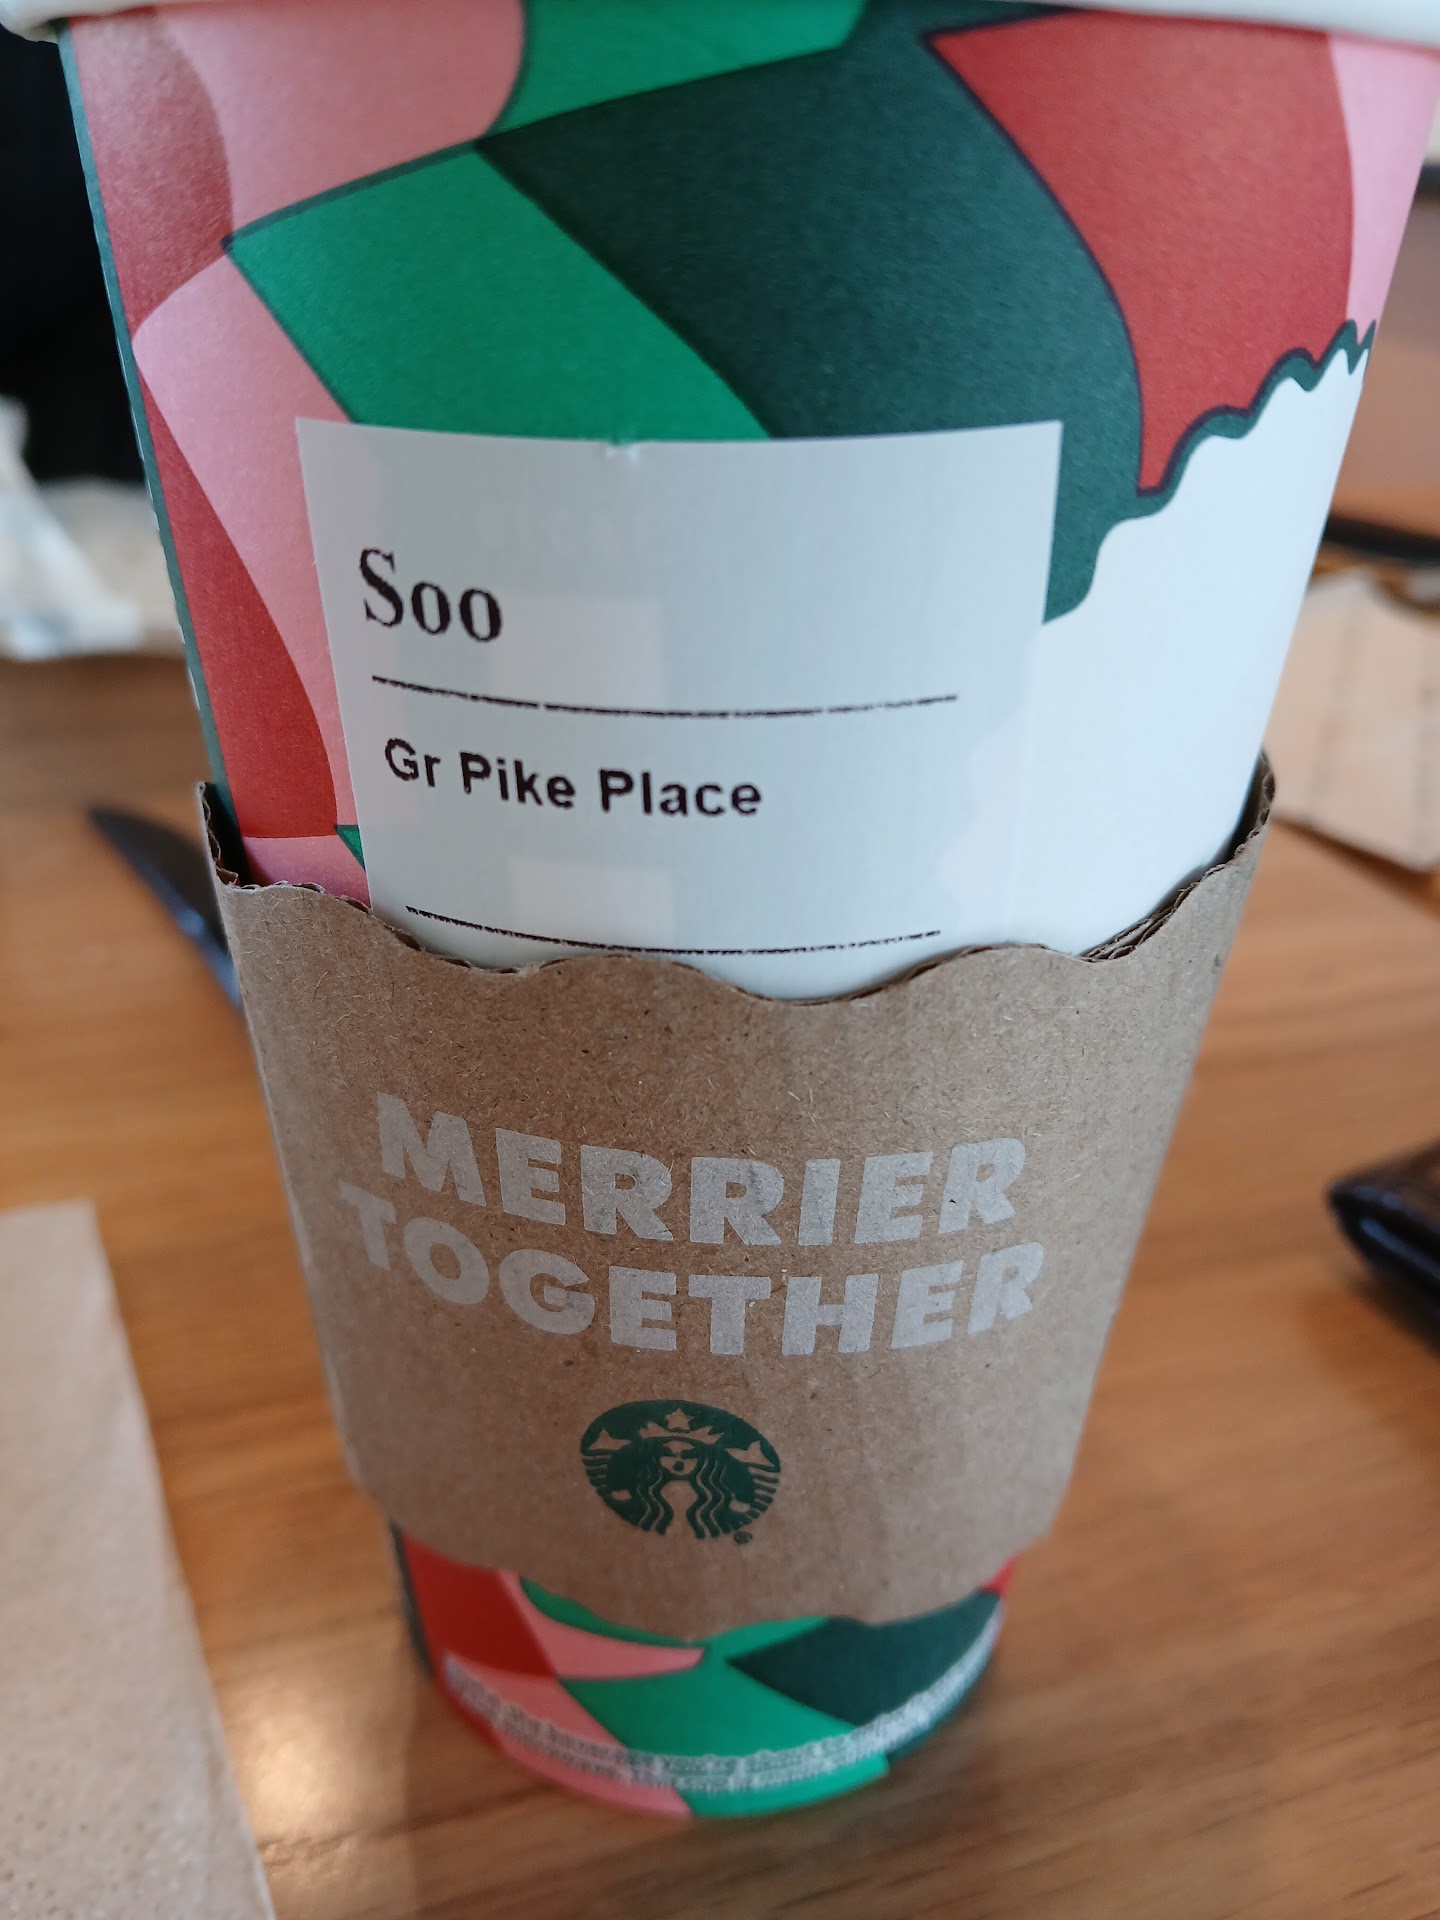 Soo
Gr Pike Place
MERRIER
TOGETHER